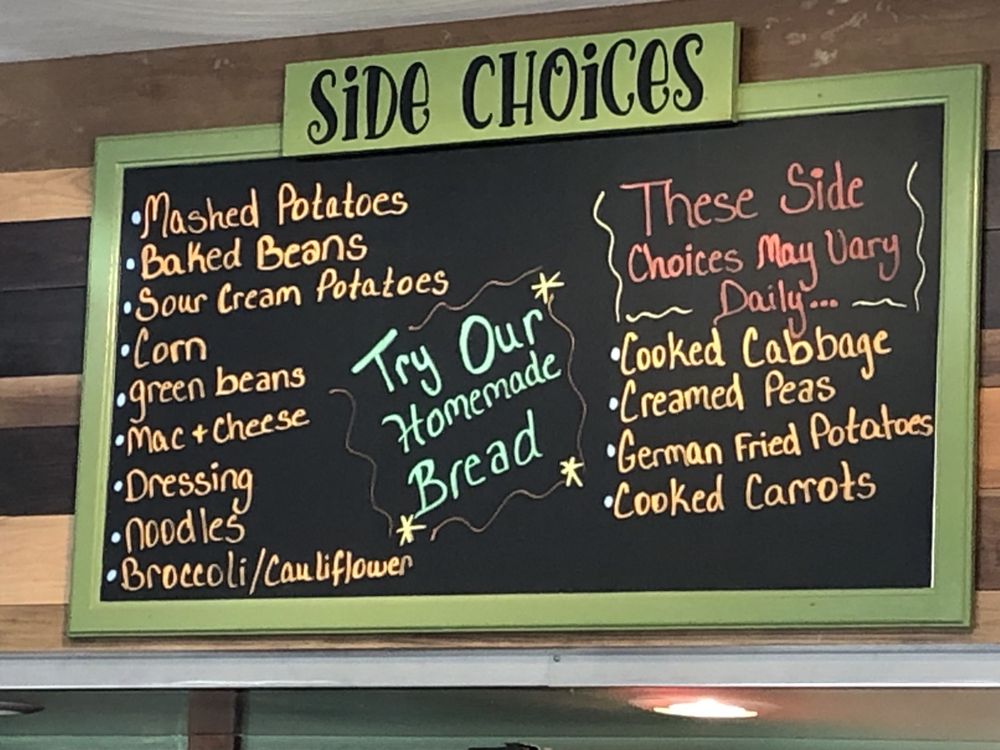 SiDe CHOiCes
• Mashed Potatoes
• Baked Beans
• Sour Cream Potatoes
• Corn
• green beans
• Mac + Cheese
• Dressing
• noodles
• Broccoli/Cauliflower
Try Our
Homemade
Bread
These Side
Choices May Vary
Daily...
• Cooked Cabbage
• Creamed Peas
• German Fried Potatoes
• Cooked Carrots